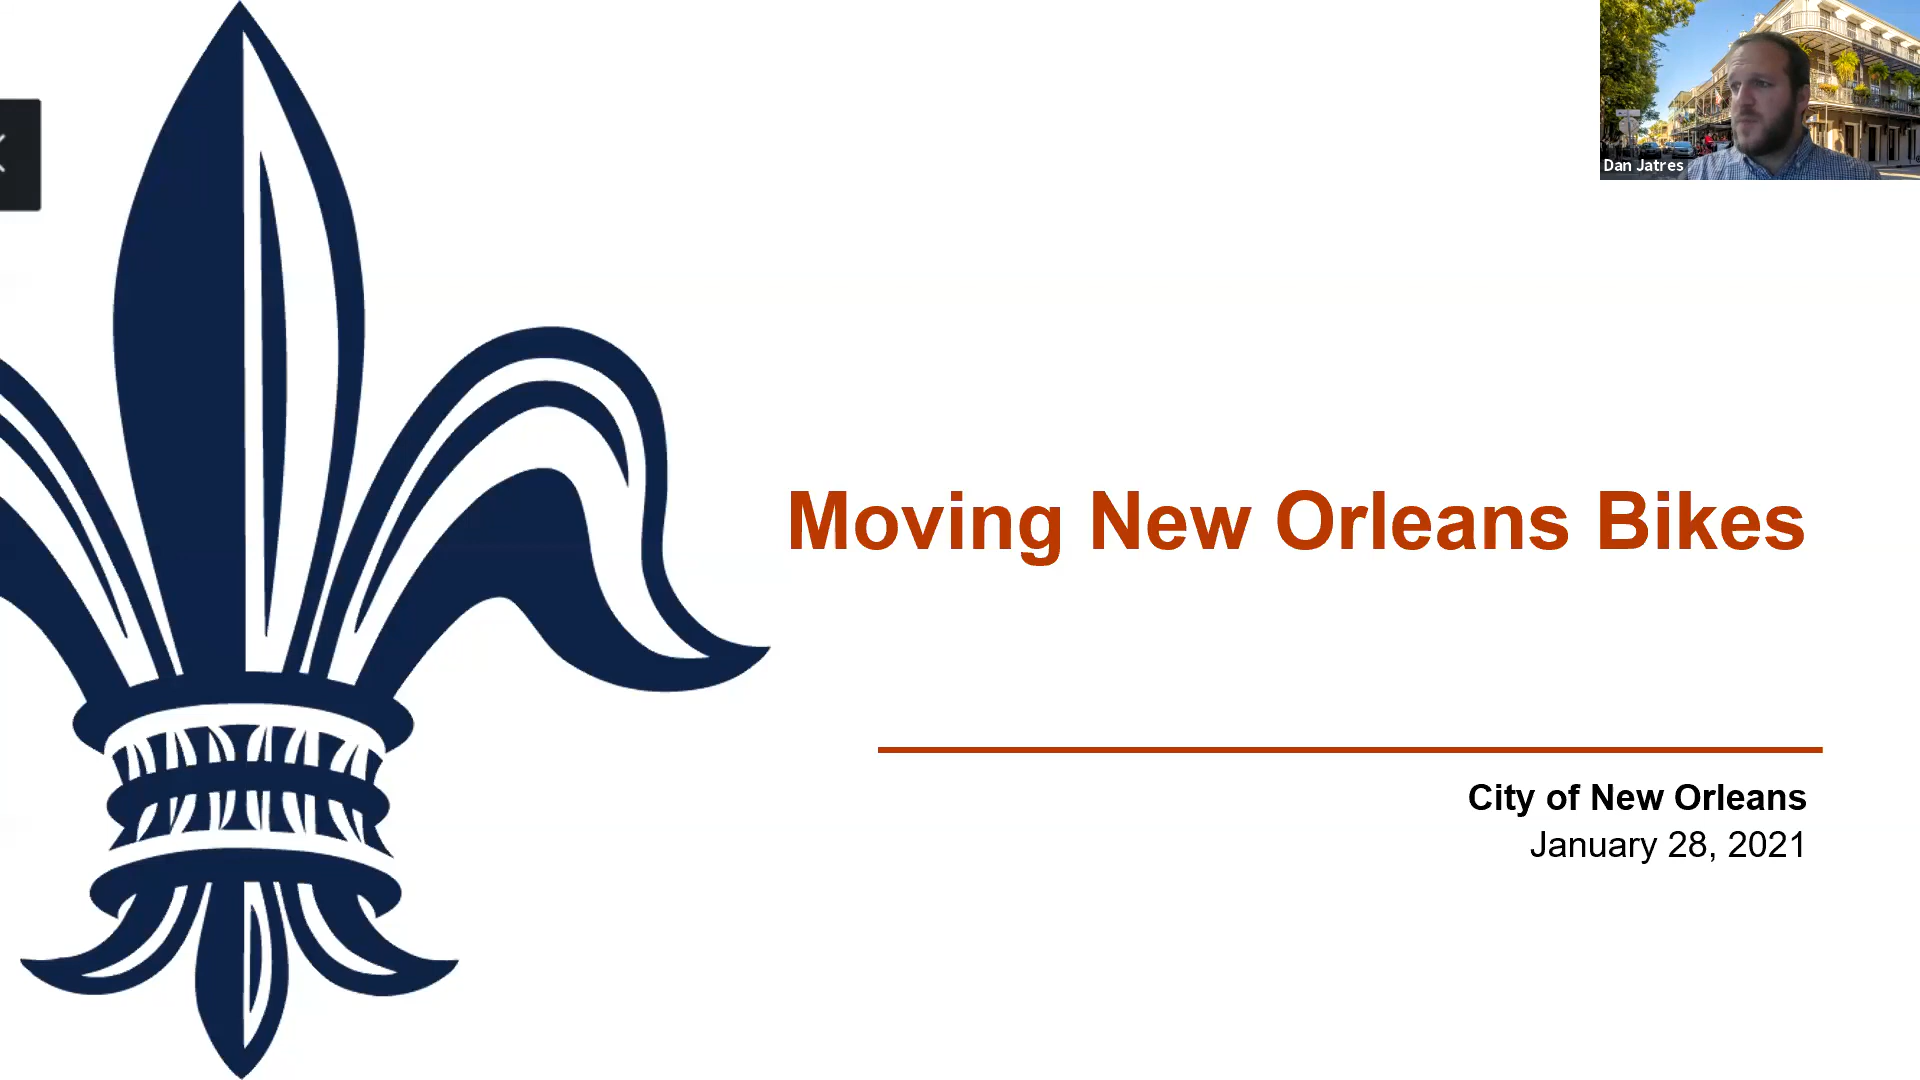 Dan Jatres
Moving New Orleans Bikes
City of New Orleans
January 28, 2021